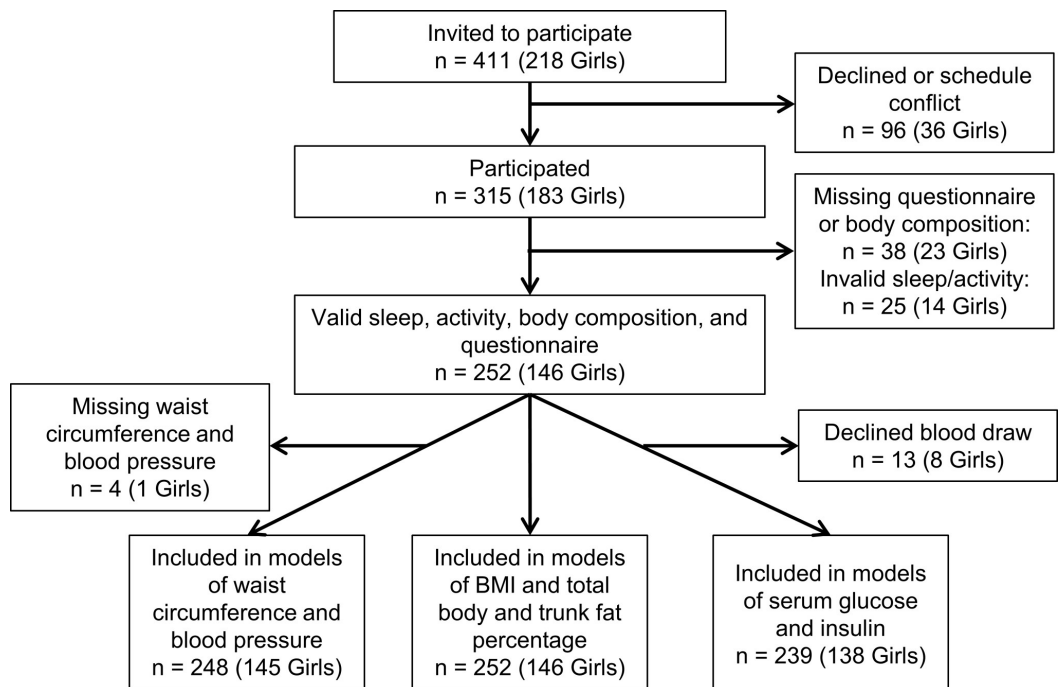 Invited to participate
n = 411 (218 Girls)
Declined or schedule
conflict
n = 96 (36 Girls)
Participated
n = 315 (183 Girls)
Missing questionnaire
or body composition:
n = 38 (23 Girls)
Invalid sleep/activity:
n = 25 (14 Girls)
Valid sleep, activity, body composition, and
questionnaire
n = 252 (146 Girls)
Missing waist
circumference and
blood pressure
n = 4 (1 Girls)
Declined blood draw
n = 13 (8 Girls)
Included in models
of waist
circumference and
blood pressure
n = 248 (145 Girls)
Included in models
of BMI and total
body and trunk fat
percentage
n = 252 (146 Girls)
Included in models
of serum glucose
and insulin
n = 239 (138 Girls)